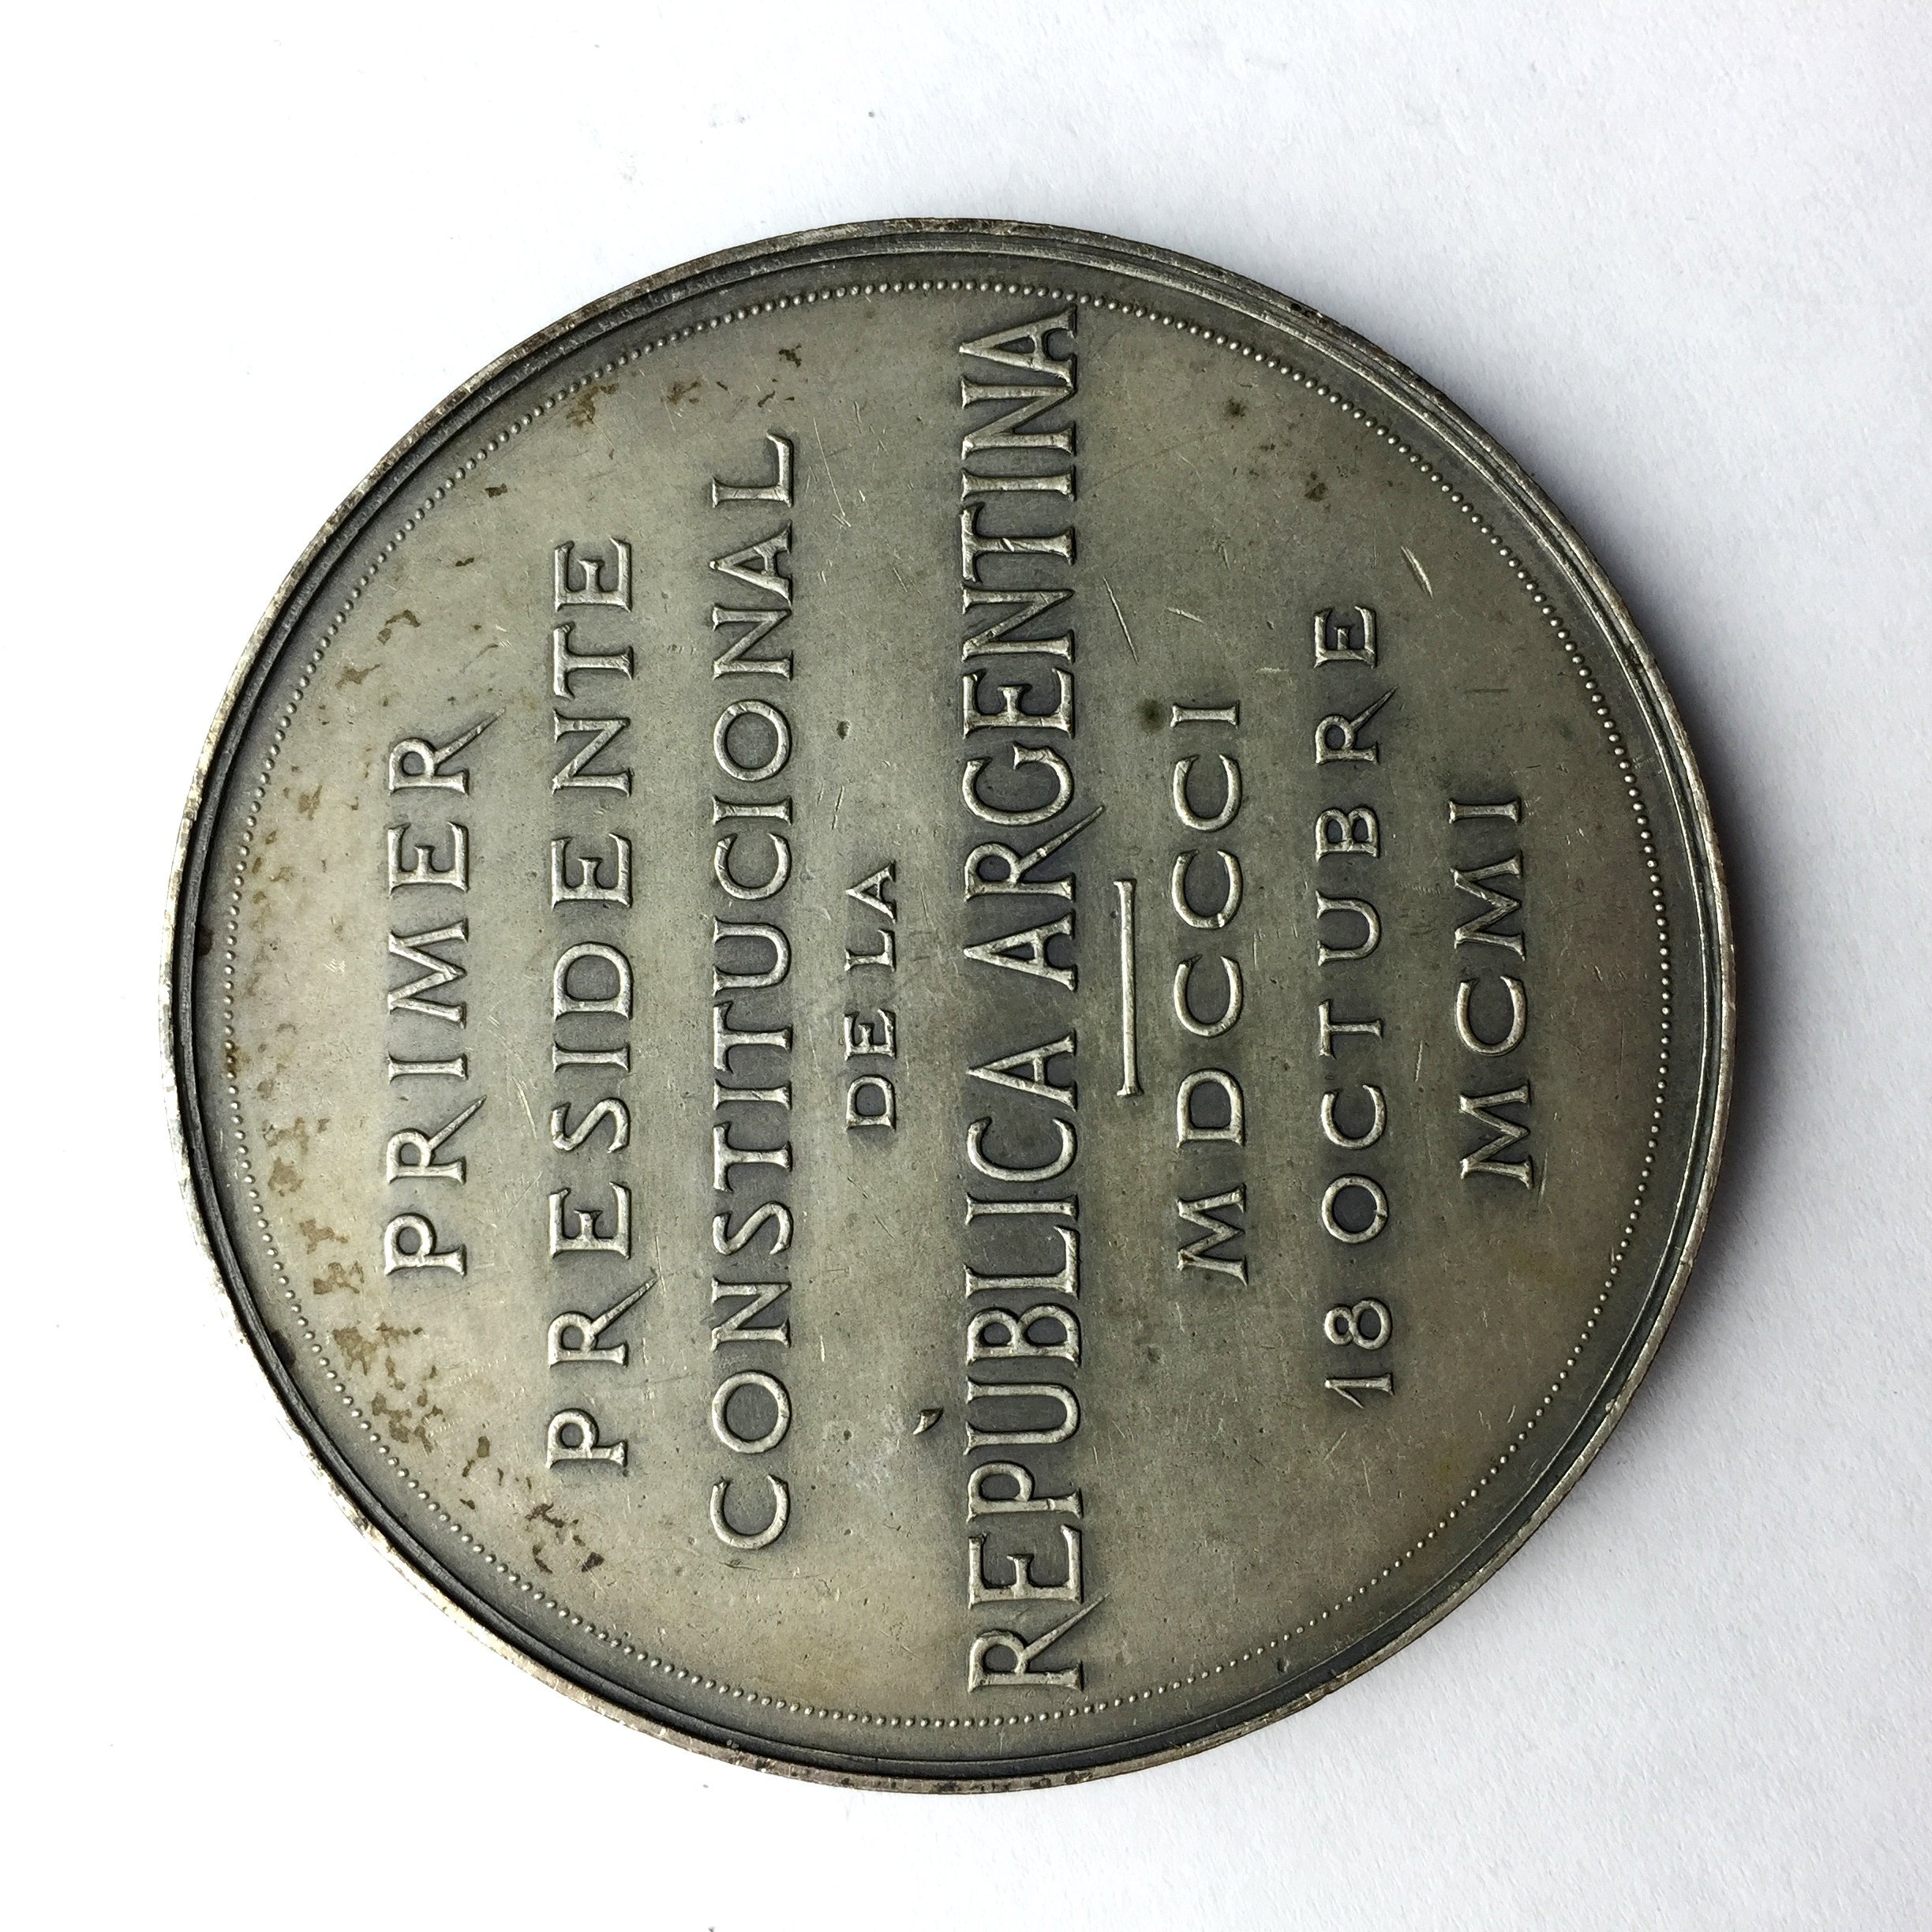 PRIMER
PRESIDENTE
CONSTITUCIONAL
DE LA
REPÚBLICA ARGENTINA
MDCCCI
18 OCTUBRE
MCMI